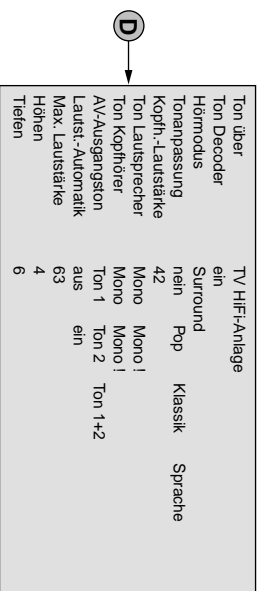 D
Ton über TV HiFi-Anlage
Ton Decoder ein
Hörmodus Surround
Tonanpassung nein Pop Klassik Sprache
Kopfh.-Lautstärke 42
Ton Lautsprecher Mono Mono !
Ton Kopfhörer Mono Mono !
AV-Ausgangston Ton 1 Ton 2 Ton 1+2
Lautst.-Automatik aus ein
Max. Lautstärke 63
Höhen 4
Tiefen 6